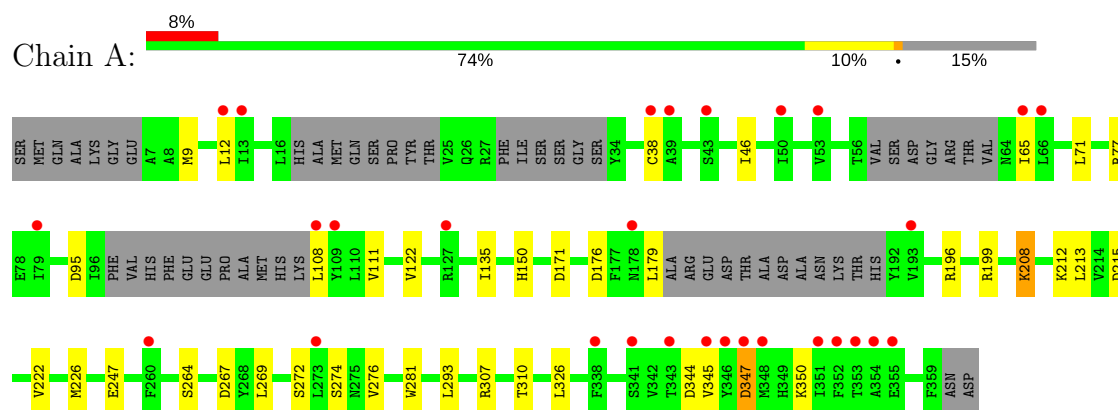 8%
Chain A:
74% 10% • 15%
SER MET GLN ALA LYS GLY GLU A7 A8 M9 L12 I13 L16 HIS ALA MET GLN SER PRO TYR THR V25 Q26 R27 PHE ILE SER SER GLY SER Y34 C38 A39 S43 I46 I50 V53 T56 VAL SER ASP GLY ARG THR VAL N64 I65 L66 L71
E78 I79 D95 I96 PHE VAL HIS PHE GLU GLU PRO ALA MET HIS LYS L108 Y109 L110 V111 V122 R127 I135 H150 D171 D176 F177 N178 L179 ALA ARG GLU ASP THR ALA ASP ALA ASN LYS THR HIS Y192 V193 R196 R199 K208 K212 L213 V214
V222 M226 E247 F260 S264 D267 Y268 L269 S272 L273 S274 N275 V276 W281 L293 R307 T310 L326 F338 S341 V342 T343 D344 V345 Y346 D347 M348 H349 K350 I351 F352 T353 A354 E355 F359 ASN ASP